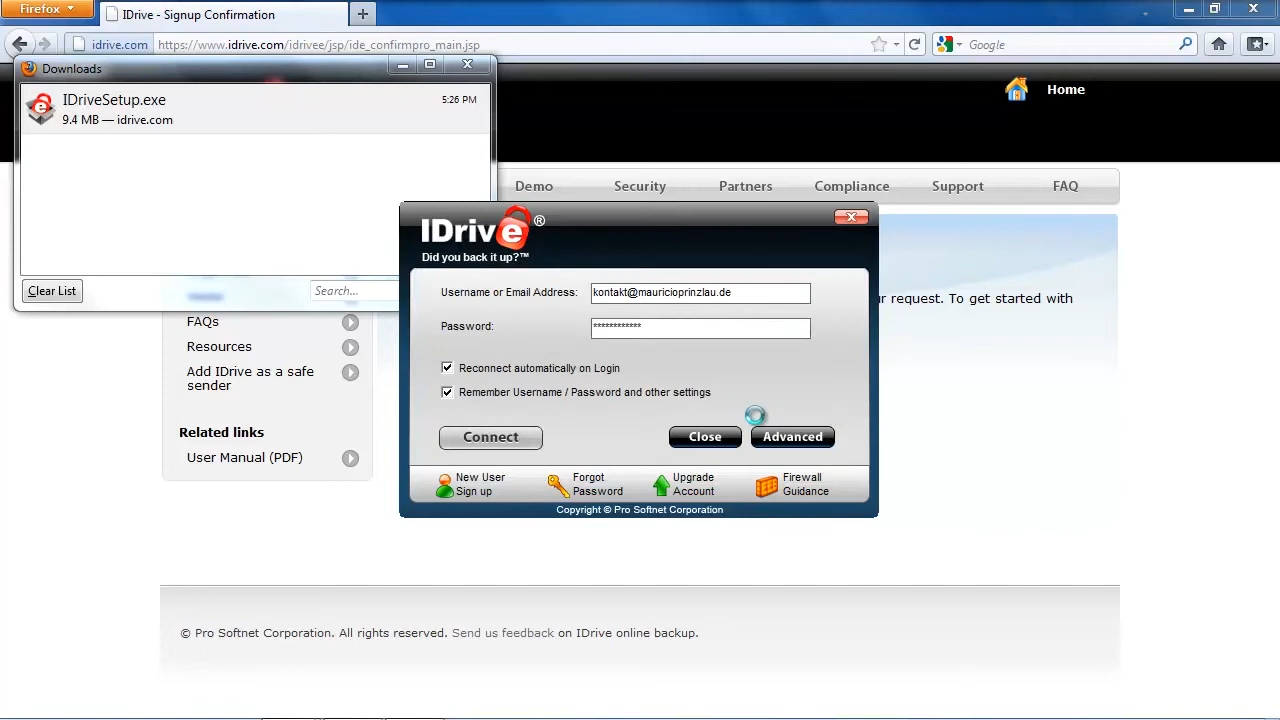 Firefox
IDrive - Signup Confirmation
idrive.com
https://www.idrive.com/idrivee/jsp/ide_confirmpro_main.jsp
Google
Downloads
IDriveSetup.exe
5:26 PM
9.4 MB — idrive.com
Clear List
Search...
Home
Demo
Security
Partners
Compliance
Support
FAQ
IDrive®
Did you back it up?™
Username or Email Address:
kontakt@mauricioprinzlau.de
Password:
************
Reconnect automatically on Login
Remember Username / Password and other settings
Connect
Close
Advanced
New User
Sign up
Forgot
Password
Upgrade
Account
Firewall
Guidance
Copyright © Pro Softnet Corporation
request. To get started with
FAQs
Resources
Add IDrive as a safe
sender
Related links
User Manual (PDF)
© Pro Softnet Corporation. All rights reserved. Send us feedback on IDrive online backup.